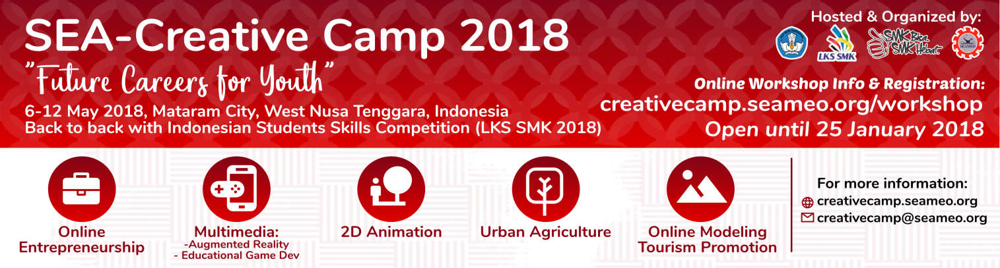 SEA-Creative Camp 2018
"Future Careers for Youth"
6-12 May 2018, Mataram City, West Nusa Tenggara, Indonesia
Back to back with Indonesian Students Skills Competition (LKS SMK 2018)
Hosted & Organized by:
LKS SMK
SMK Bisa
SMK Hebat
SEAMEO
Online Workshop Info & Registration:
creativecamp.seameo.org/workshop
Open until 25 January 2018
Online
Entrepreneurship
Multimedia:
-Augmented Reality
- Educational Game Dev
2D Animation
Urban Agriculture
Online Modeling
Tourism Promotion
For more information:
creativecamp.seameo.org
creativecamp@seameo.org